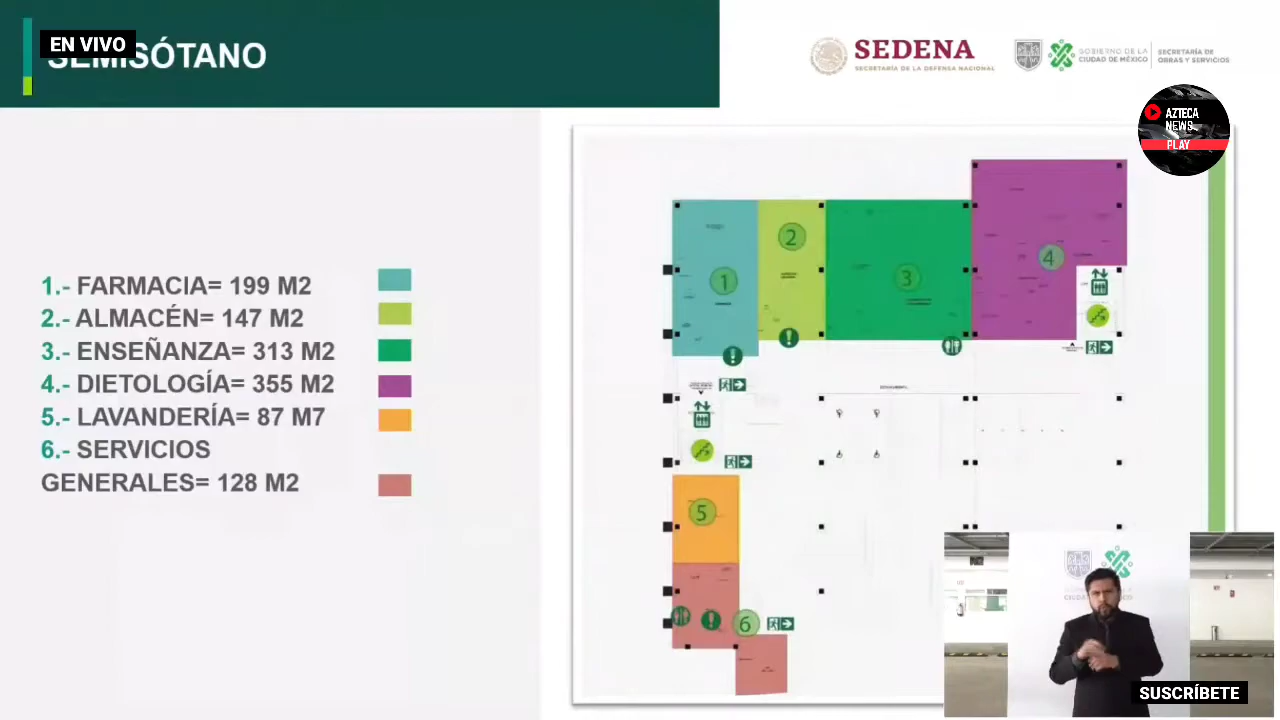 EN VIVO
SEMISÓTANO
SEDENA
SECRETARÍA DE LA DEFENSA NACIONAL
GOBIERNO DE LA
CIUDAD DE MÉXICO
SECRETARÍA DE
OBRAS Y SERVICIOS
AZTECA
NEWS
PLAY
1.- FARMACIA= 199 M2
2.- ALMACÉN= 147 M2
3.- ENSEÑANZA= 313 M2
4.- DIETOLOGÍA= 355 M2
5.- LAVANDERÍA= 87 M7
6.- SERVICIOS
GENERALES= 128 M2
1
2
3
4
5
6
SUSCRÍBETE